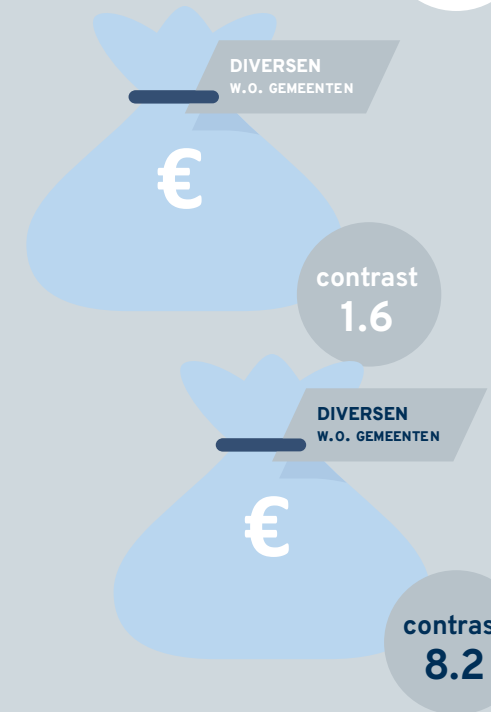 DIVERSEN
W.O. GEMEENTEN
€
contrast
1.6
DIVERSEN
W.O. GEMEENTEN
€
contras
8.2